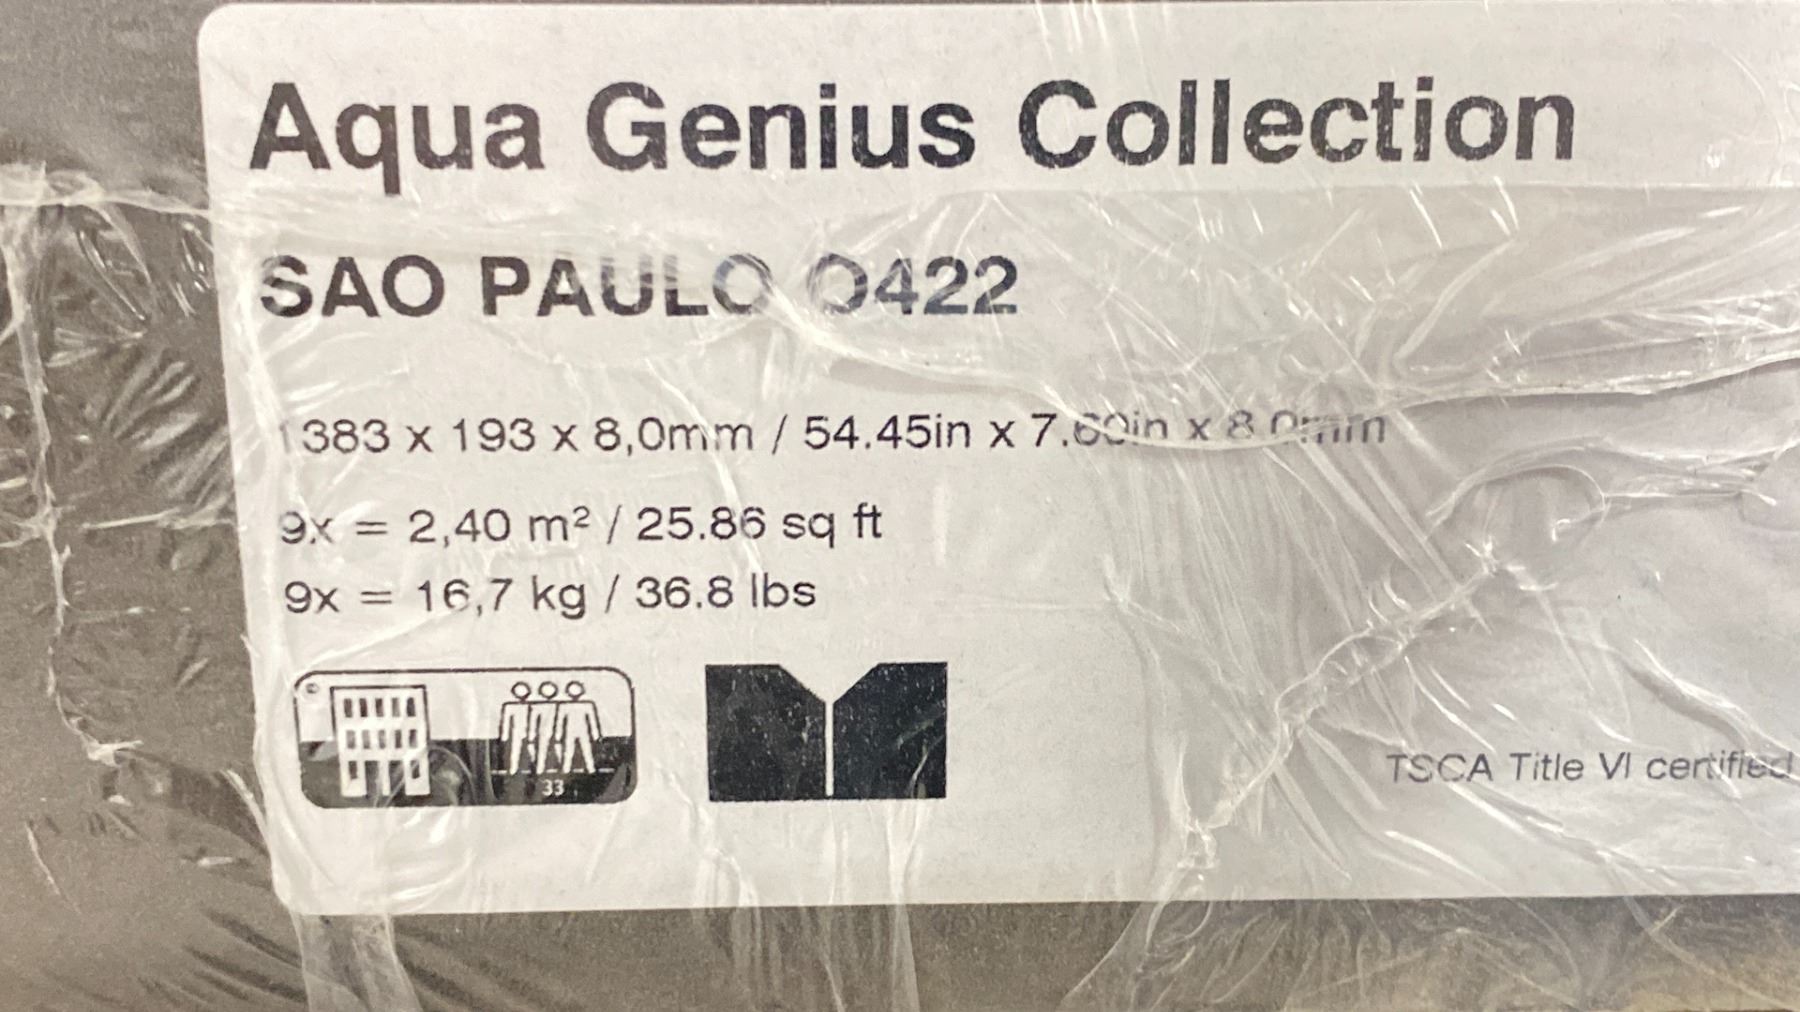 Aqua Genius Collection
SAO PAULO O422
1383 x 193 x 8,0mm / 54.45in x 7.60in x 8.0mm
9x = 2,40 m² / 25.86 sq ft
9x = 16,7 kg / 36.8 lbs
©
33
TSCA Title VI certified